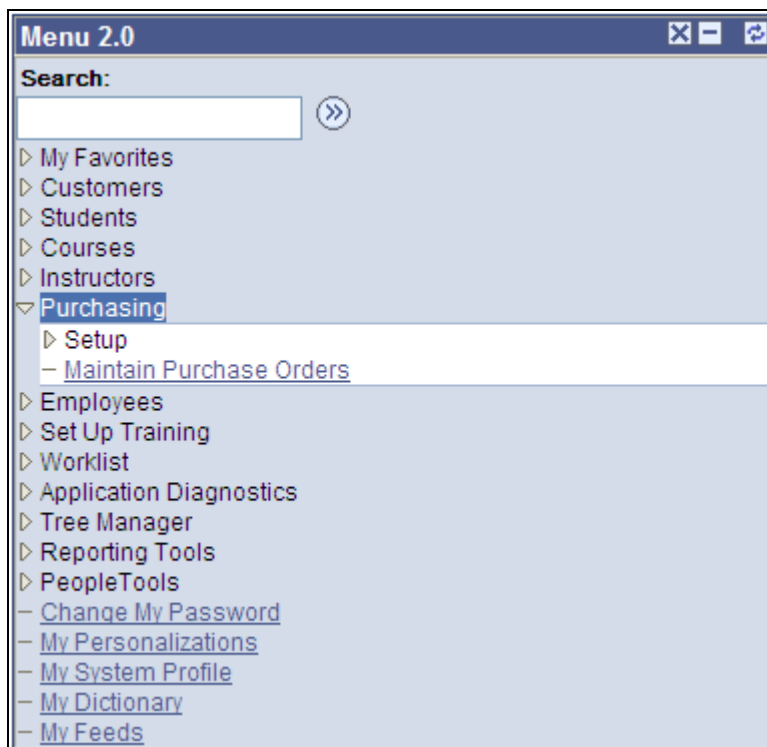 Menu 2.0
Search:
My Favorites
Customers
Students
Courses
Instructors
Purchasing
Setup
Maintain Purchase Orders
Employees
Set Up Training
Worklist
Application Diagnostics
Tree Manager
Reporting Tools
PeopleTools
Change My Password
My Personalizations
My System Profile
My Dictionary
My Feeds